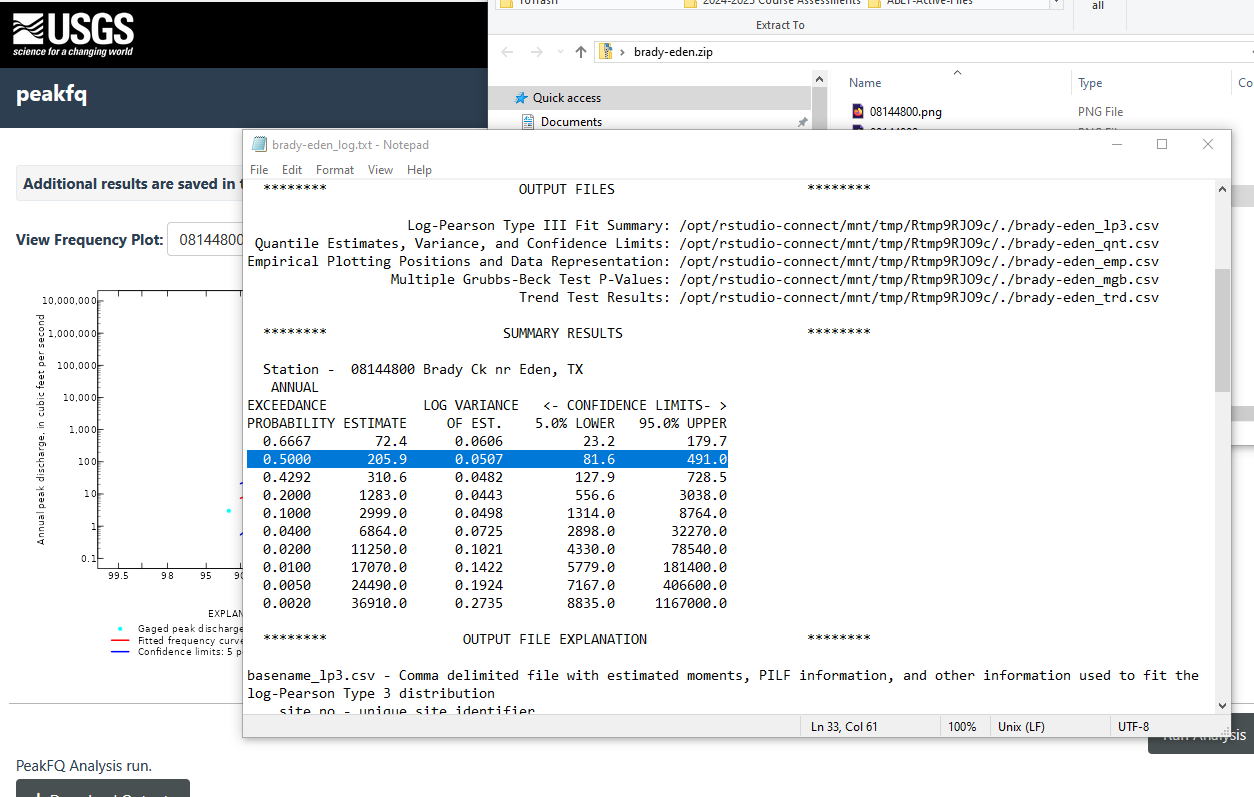 USGS
science for a changing world
peakfq
2024-2025 Course Assessments
all
Extract To
brady-eden.zip
Name
Type
Quick access
08144800.png
PNG File
Documents
Additional results are saved in
View Frequency Plot:
08144800
brady-eden_log.txt - Notepad
File Edit Format View Help
******** OUTPUT FILES ********
Log-Pearson Type III Fit Summary: /opt/rstudio-connect/mnt/tmp/Rtmp9RJO9c/./brady-eden_lp3.csv
Quantile Estimates, Variance, and Confidence Limits: /opt/rstudio-connect/mnt/tmp/Rtmp9RJO9c/./brady-eden_qnt.csv
Empirical Plotting Positions and Data Representation: /opt/rstudio-connect/mnt/tmp/Rtmp9RJO9c/./brady-eden_emp.csv
Multiple Grubbs-Beck Test P-Values: /opt/rstudio-connect/mnt/tmp/Rtmp9RJO9c/./brady-eden_mgb.csv
Trend Test Results: /opt/rstudio-connect/mnt/tmp/Rtmp9RJO9c/./brady-eden_trd.csv
******** SUMMARY RESULTS ********
Station - 08144800 Brady Ck nr Eden, TX
ANNUAL
EXCEEDANCE LOG VARIANCE <- CONFIDENCE LIMITS- >
PROBABILITY ESTIMATE OF EST. 5.0% LOWER 95.0% UPPER
0.6667 72.4 0.0606 23.2 179.7
0.5000 205.9 0.0507 81.6 491.0
0.4292 310.6 0.0482 127.9 728.5
0.2000 1283.0 0.0443 556.6 3038.0
0.1000 2999.0 0.0498 1314.0 8764.0
0.0400 6864.0 0.0725 2898.0 32270.0
0.0200 11250.0 0.1021 4330.0 78540.0
0.0100 17070.0 0.1422 5779.0 181400.0
0.0050 24490.0 0.1924 7167.0 406600.0
0.0020 36910.0 0.2735 8835.0 1167000.0
******** OUTPUT FILE EXPLANATION ********
basename_lp3.csv - Comma delimited file with estimated moments, PILF information, and other information used to fit the
log-Pearson Type 3 distribution
site_no - unique site identifier
Ln 33, Col 61
100%
Unix (LF)
UTF-8
Annual peak discharge, in cubic feet per second
10,000,000
1,000,000
100,000
10,000
1,000
100
10
1
0.1
99.5 98 95
Gaged peak discharge
Fitted frequency curve
Confidence limits: 5
Run Analysis
PeakFQ Analysis run.